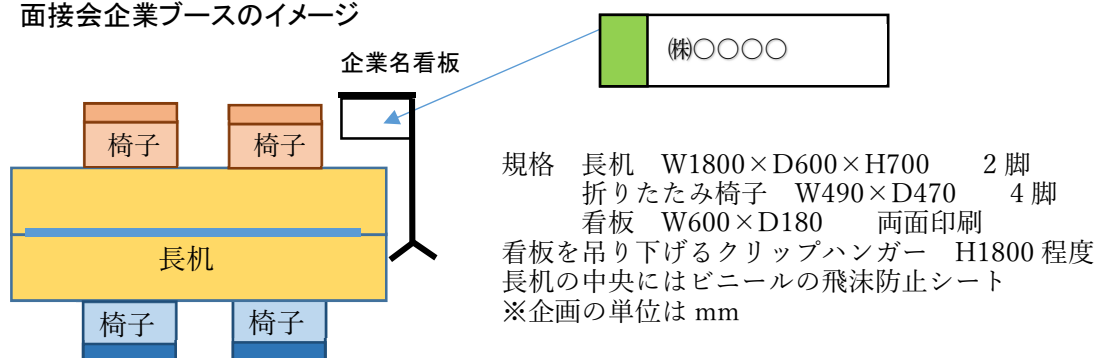 面接会企業ブースのイメージ
㈱○○○○
企業名看板
椅子
椅子
長机
椅子
椅子
規格 長机 W1800×D600×H700 2脚
折りたたみ椅子 W490×D470 4脚
看板 W600×D180 両面印刷
看板を吊り下げるクリップハンガー H1800程度
長机の中央にはビニールの飛沫防止シート
※企画の単位は mm